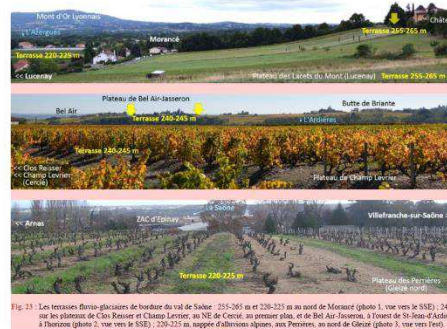 Mont d'Or Lyonnais
Terrasse 255-265 m
Chât
↓ L'Azergues
Morancé
Terrasse 220-225 m
<< Lucenay
Plateau des Lacets du Mont (Lucenay)
Terrasse 255-265 m
Plateau de Bel Air-Jasseron
Butte de Briante
Bel Air
Terrasse 240-245 m
↓ L'Ardières
Terrasse 240-245 m
<< Clos Reisser
<< Champ Levrier
(Cercié)
Plateau de Champ Levrier
La Saône
<< Arnas
ZAC d'Epinay
Villefranche-sur-Saône
Terrasse 220-225 m
Plateau des Perrières
(Gleizé nord)
Fig. 23 : Les terrasses fluvio-glaciaires de bordure du val de Saône : 255-265 m et 220-225 m au nord de Morancé (photo 1, vue vers le SSE) ; 24
sur les plateaux de Clos Reisser et Champ Levrier, au NE de Cercié, au premier plan, et de Bel Air-Jasseron, à l'ouest de St-Jean-d'A
à l'horizon (photo 2, vue vers le SSE) ; 220-225 m, nappe d'alluvions alpines, aux Perrières, au nord de Gleizé (photo 3, vue vers